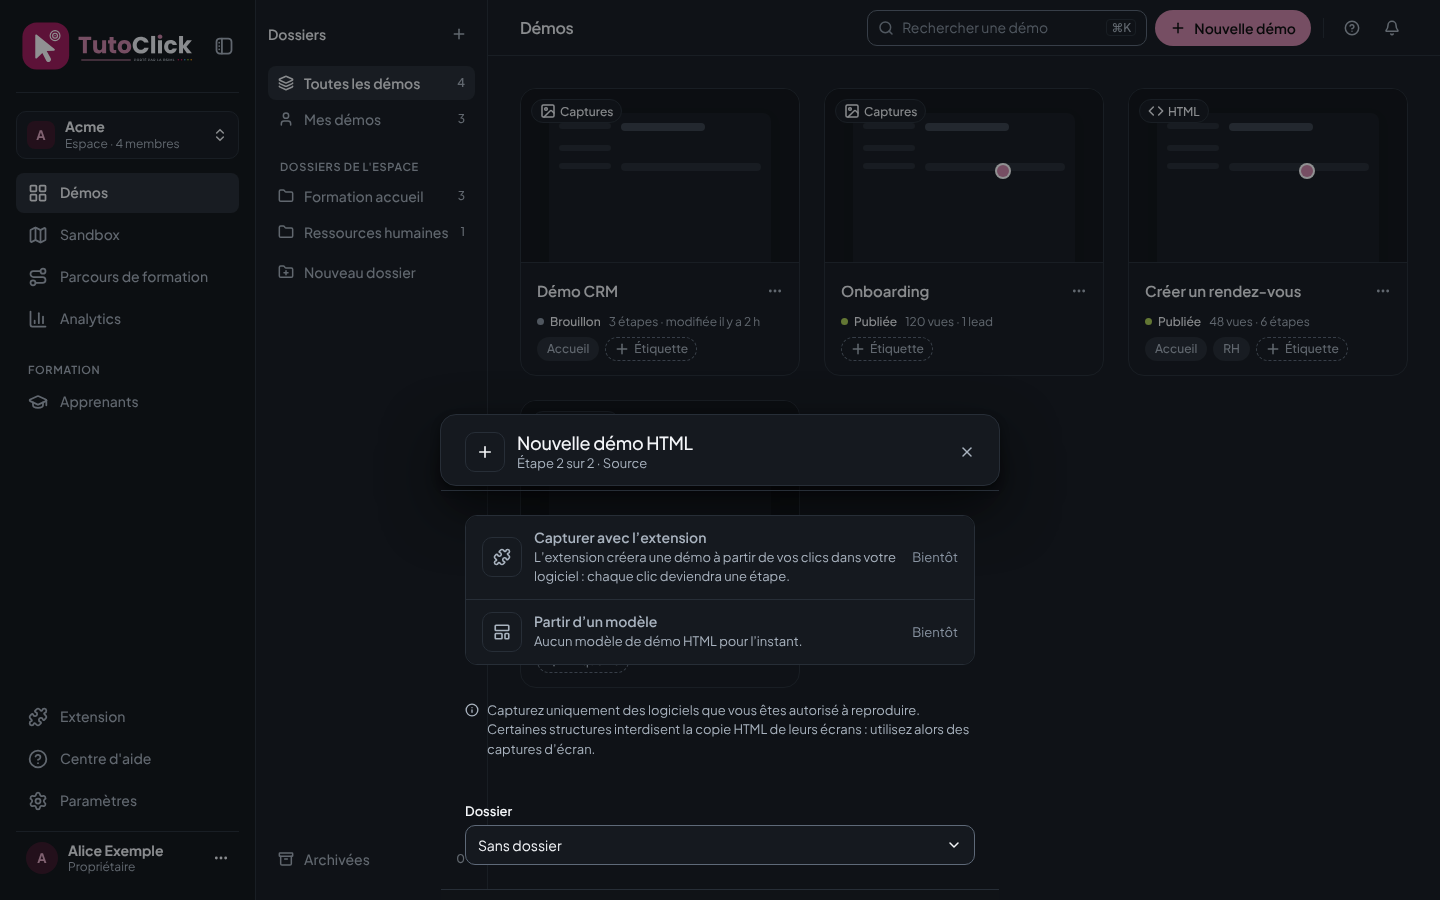 TutoClick
Dossiers
Démos
Rechercher une démo
⌘K
Nouvelle démo
Toutes les démos
4
Mes démos
3
A
Acme
Espace · 4 membres
DOSSIERS DE L'ESPACE
Formation accueil
3
Ressources humaines
1
Nouveau dossier
Démos
Sandbox
Parcours de formation
Analytics
FORMATION
Apprenants
Captures
Démo CRM
Brouillon
3 étapes · modifiée il y a 2 h
Accueil
Étiquette
Captures
Onboarding
Publiée
120 vues · 1 lead
Étiquette
HTML
Créer un rendez-vous
Publiée
48 vues · 6 étapes
Accueil
RH
Étiquette
Nouvelle démo HTML
Étape 2 sur 2 · Source
Capturer avec l’extension
L’extension créera une démo à partir de vos clics dans votre
logiciel : chaque clic deviendra une étape.
Bientôt
Partir d’un modèle
Aucun modèle de démo HTML pour l’instant.
Bientôt
Capturez uniquement des logiciels que vous êtes autorisé à reproduire.
Certaines structures interdisent la copie HTML de leurs écrans : utilisez alors des
captures d’écran.
Dossier
Sans dossier
Extension
Centre d'aide
Paramètres
A
Alice Exemple
Propriétaire
Archivées
0